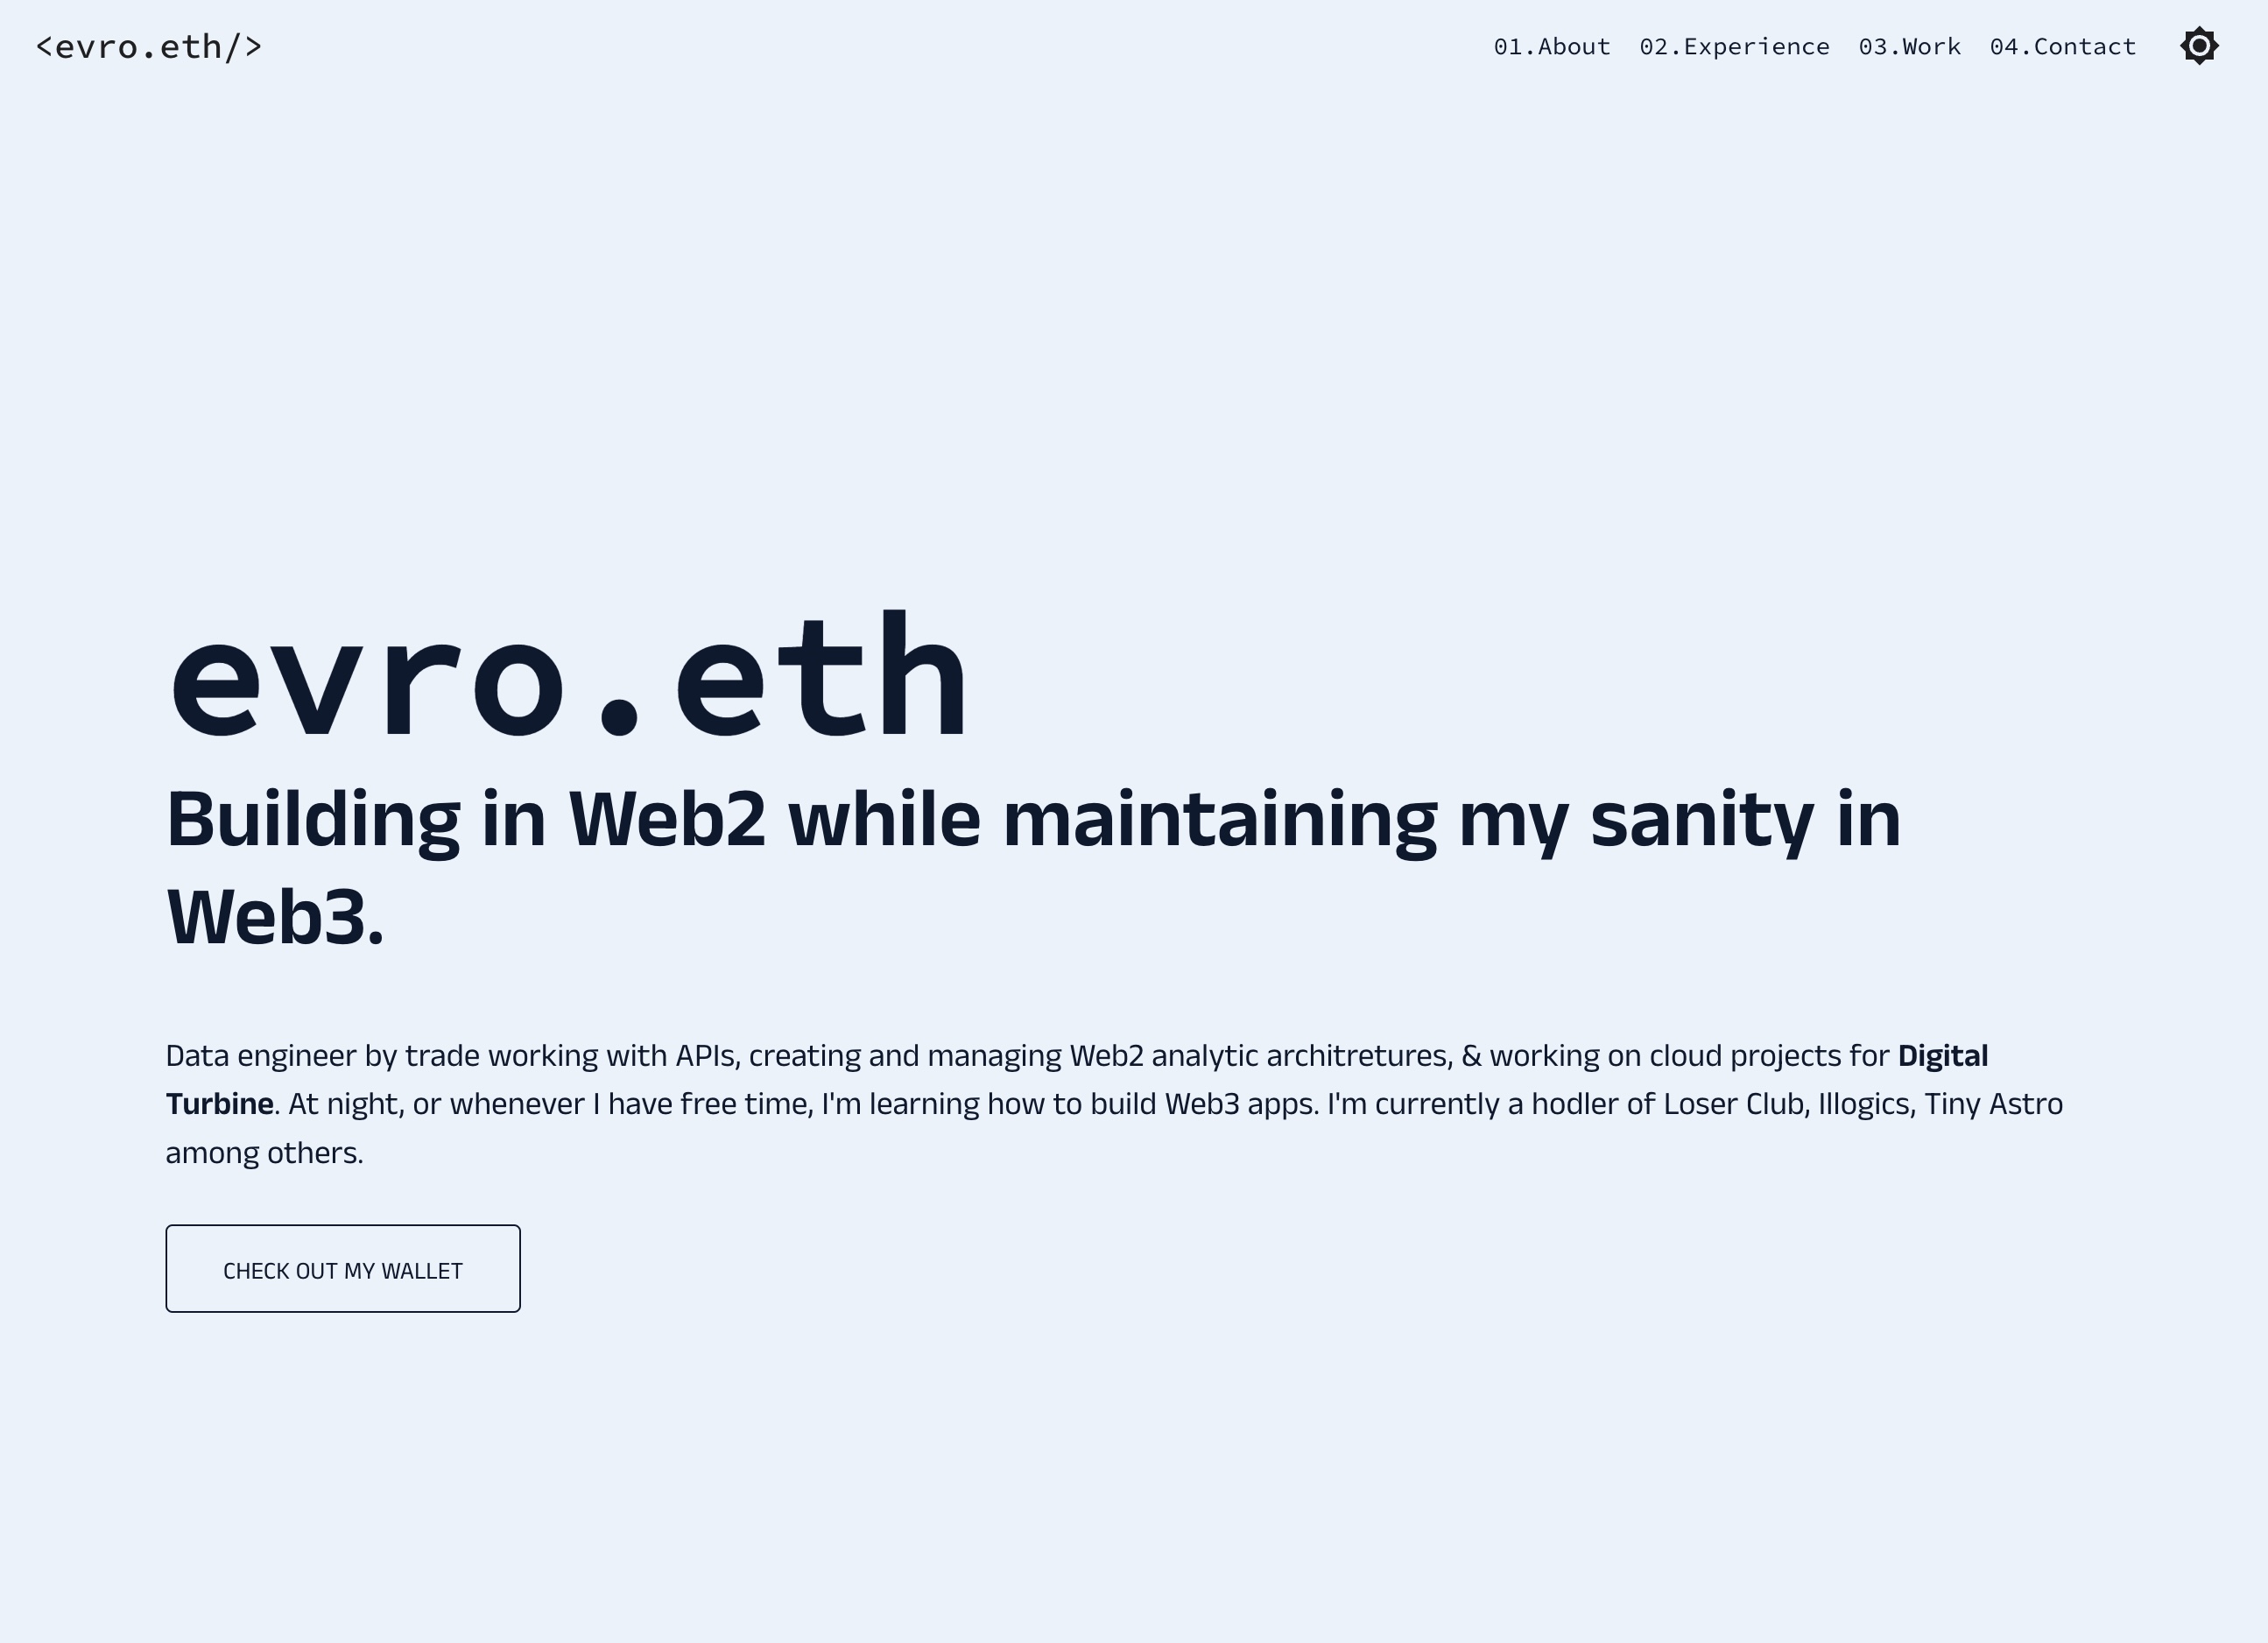 <evro.eth/>
01.About 02.Experience 03.Work 04.Contact
evro.eth
Building in Web2 while maintaining my sanity in
Web3.
Data engineer by trade working with APIs, creating and managing Web2 analytic architretures, & working on cloud projects for Digital
Turbine. At night, or whenever I have free time, I'm learning how to build Web3 apps. I'm currently a hodler of Loser Club, Illogics, Tiny Astro
among others.
CHECK OUT MY WALLET